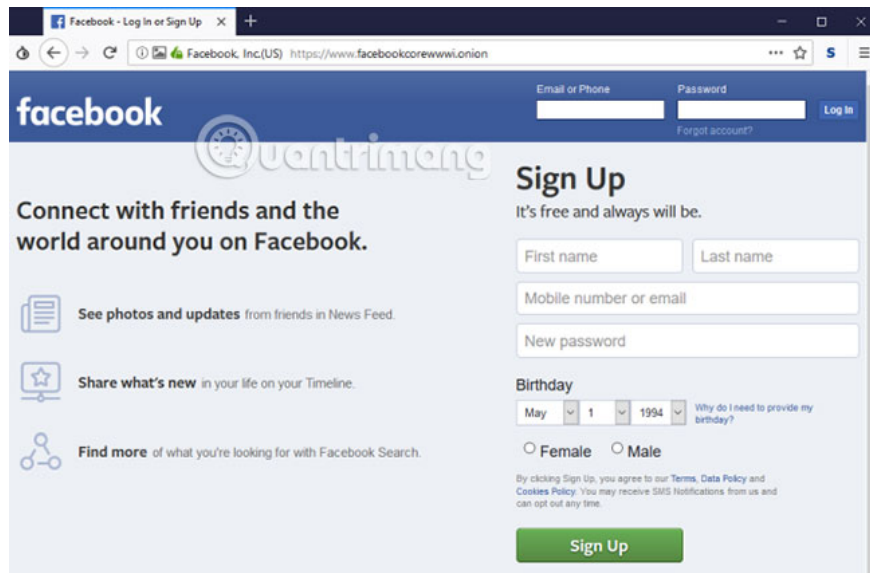 Facebook - Log In or Sign Up
Facebook, Inc.(US) https://www.facebookcorewwwi.onion
S
facebook
Email or Phone
Password
Log In
Forgot account?
Quantrimang
Connect with friends and the
world around you on Facebook.
See photos and updates from friends in News Feed.
Share what's new in your life on your Timeline.
Find more of what you're looking for with Facebook Search.
Sign Up
It's free and always will be.
First name
Last name
Mobile number or email
New password
Birthday
May 1 1994
Why do I need to provide my
birthday?
Female Male
By clicking Sign Up, you agree to our Terms, Data Policy and
Cookies Policy. You may receive SMS Notifications from us and
can opt out any time.
Sign Up